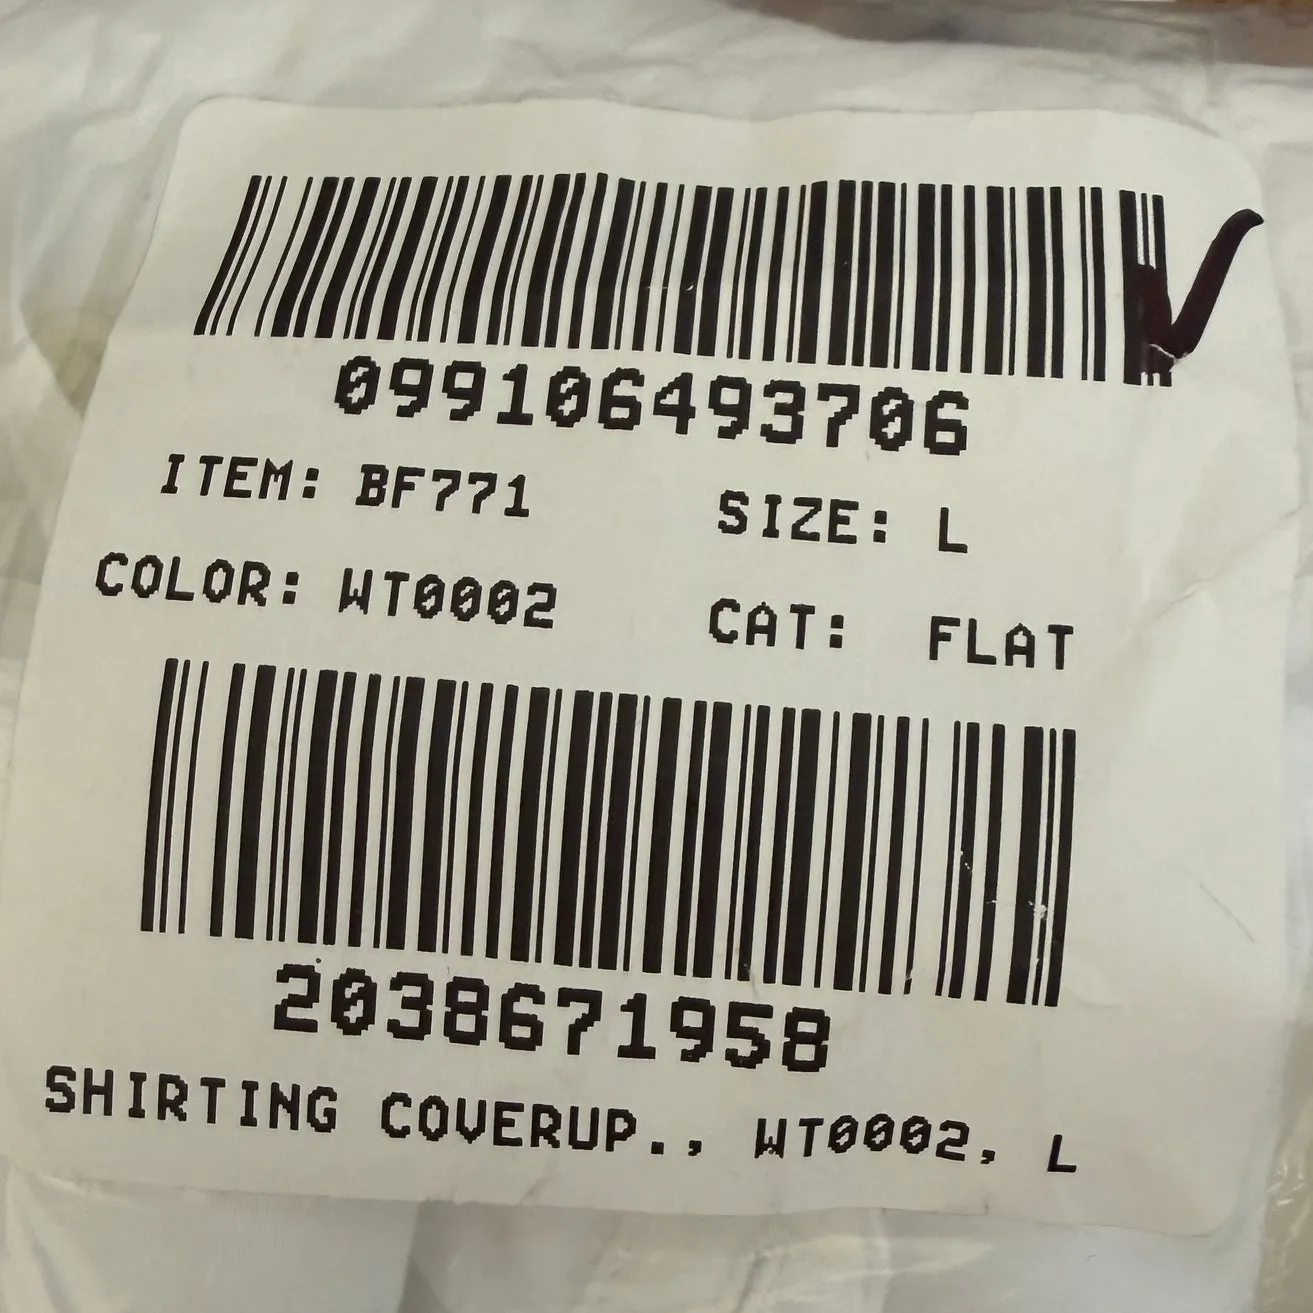 099106493706
ITEM: BF771 SIZE: L
COLOR: WT0002 CAT: FLAT
2038671958
SHIRTING COVERUP., WT0002, L